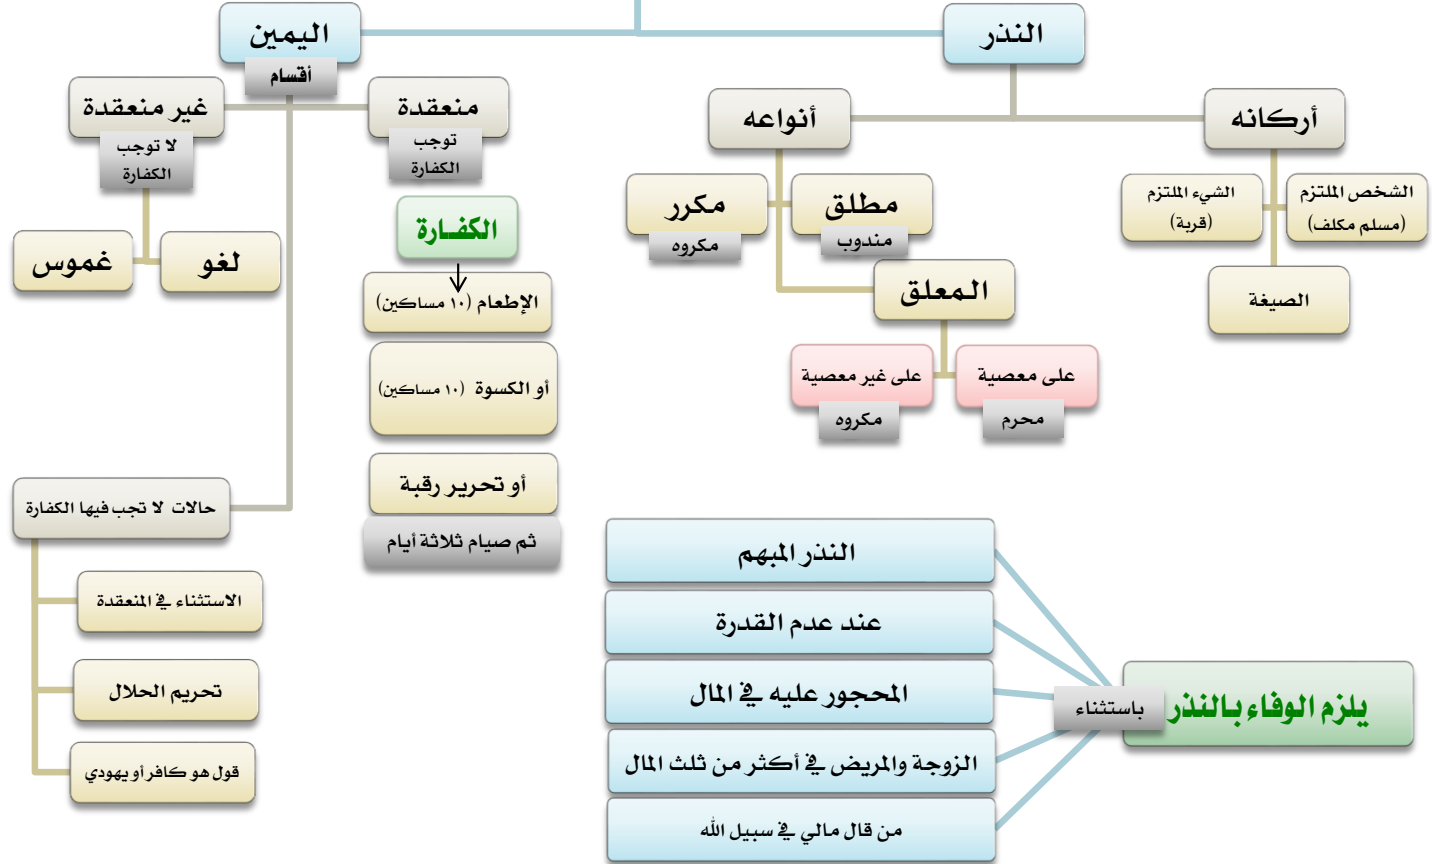 النذر
أركانه
الشخص الملتزم
(مسلم مكلف)
الشيء الملتزم
(قربة)
الصيغة
أنواعه
مطلق
مندوب
مكرر
مكروه
المعلق
على معصية
محرم
على غير معصية
مكروه
اليمين
أقسام
منعقدة
توجب
الكفارة
الكفـارة
الإطعام (١٠ مساكين)
أو الكسوة (١٠ مساكين)
أو تحرير رقبة
ثم صيام ثلاثة أيام
غير منعقدة
لا توجب
الكفارة
لغو
غموس
حالات لا تجب فيها الكفارة
الاستثناء في المنعقدة
تحريم الحلال
قول هو كافر أو يهودي
يلزم الوفاء بالنذر
باستثناء
النذر المبهم
عند عدم القدرة
المحجور عليه في المال
الزوجة والمريض في أكثر من ثلث المال
من قال مالي في سبيل الله